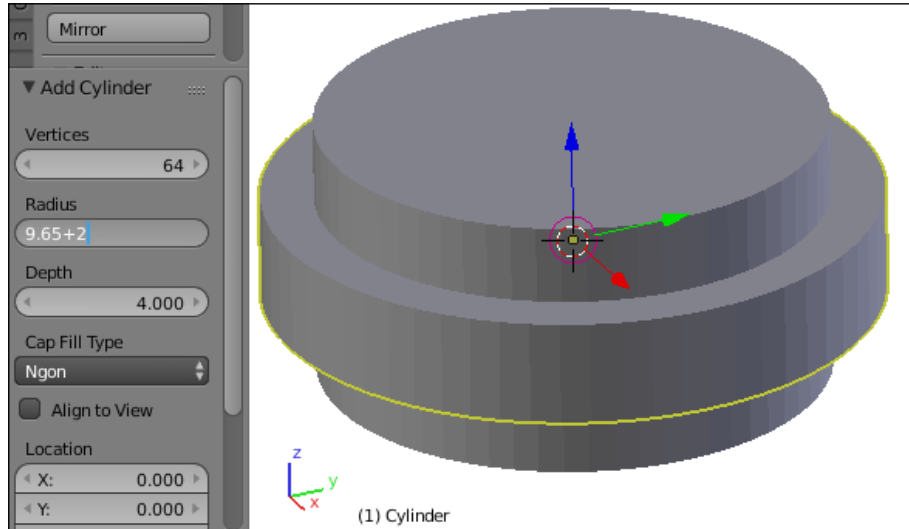 3
Mirror
Add Cylinder
Vertices
64
Radius
9.65+2
Depth
4.000
Cap Fill Type
Ngon
Align to View
Location
X: 0.000
Y: 0.000
z
y
x
(1) Cylinder